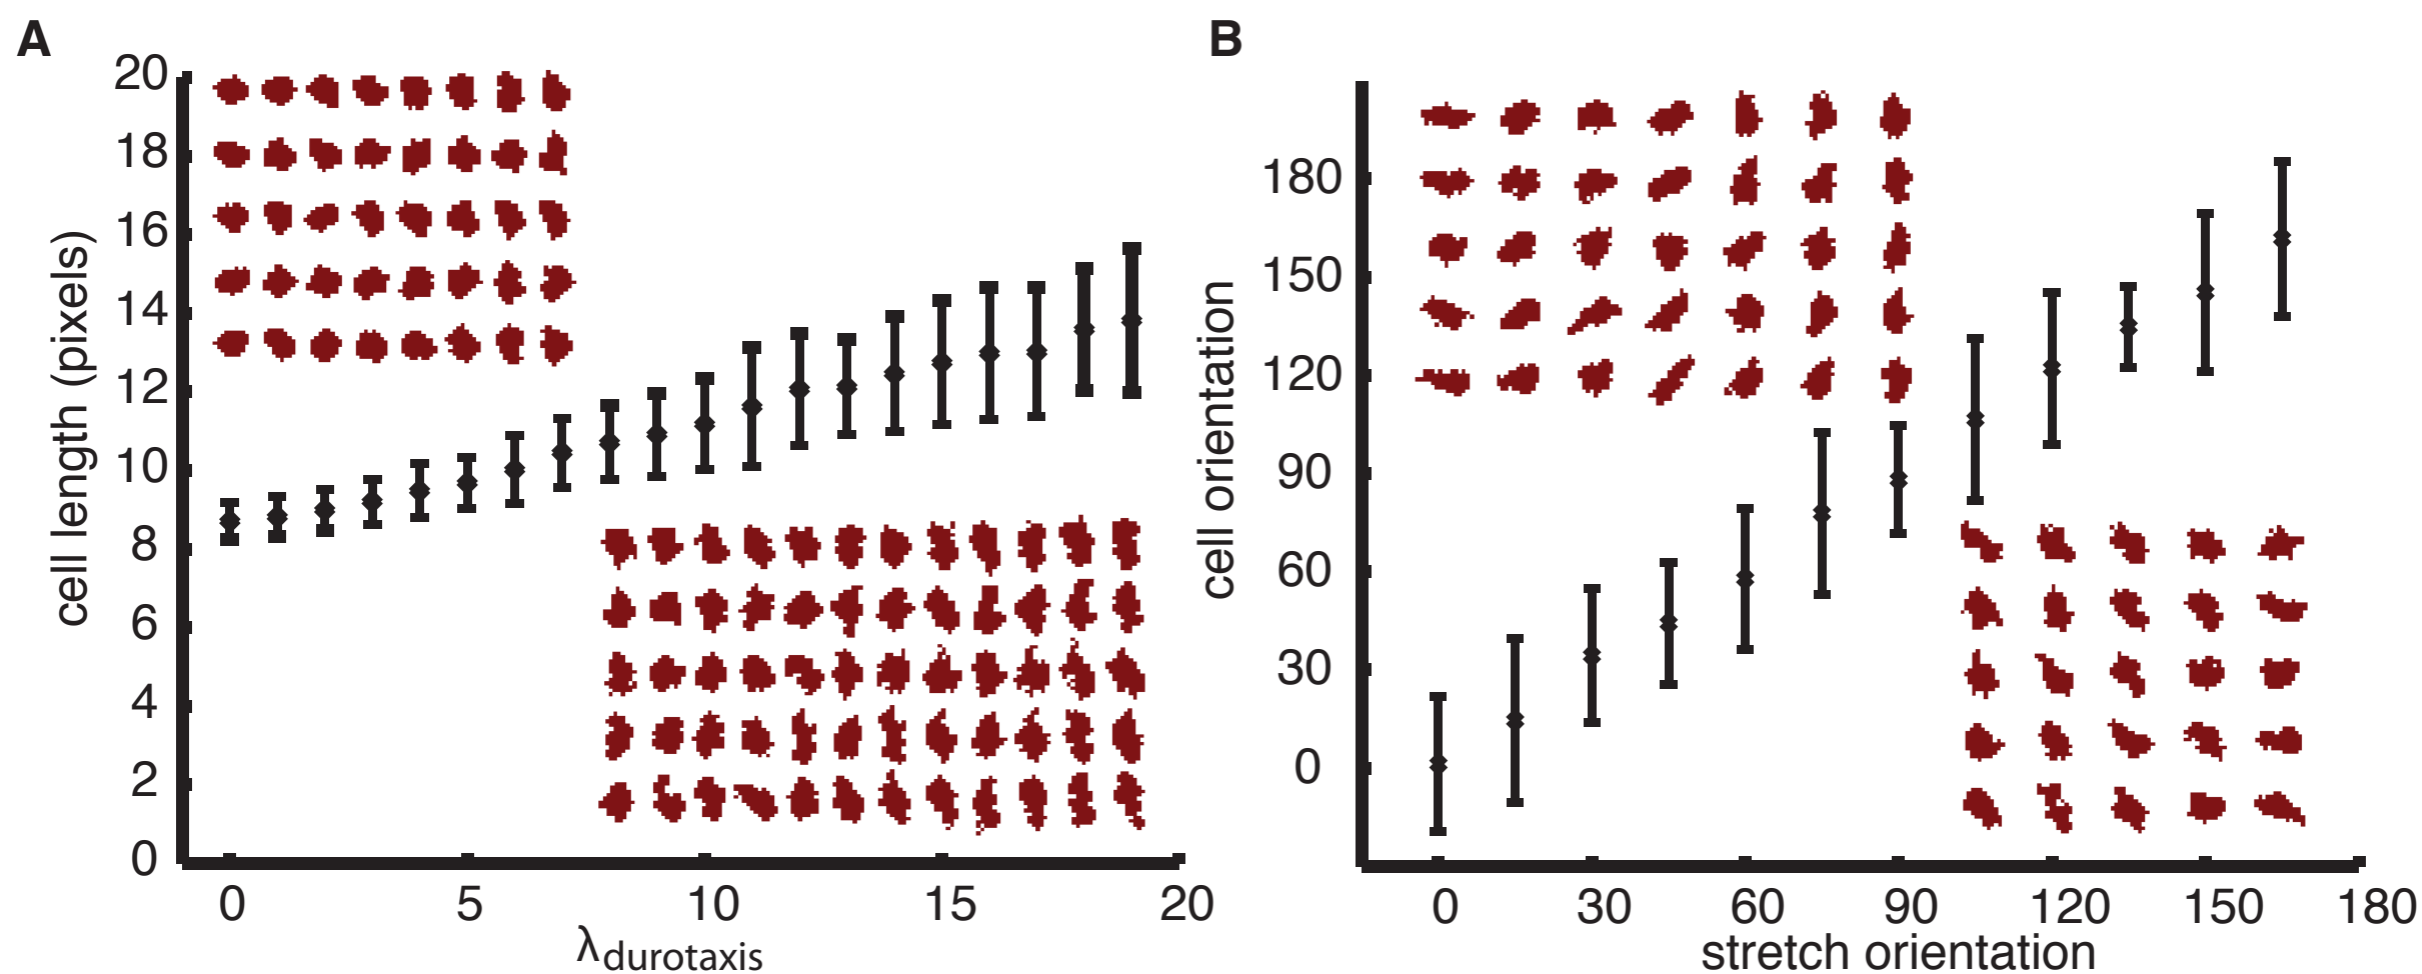 A
20
18
16
14
12
10
8
6
4
2
0
cell length (pixels)
0 5 10 15 20
λdurotaxis
B
180
150
120
90
60
30
0
cell orientation
0 30 60 90 120 150 180
stretch orientation